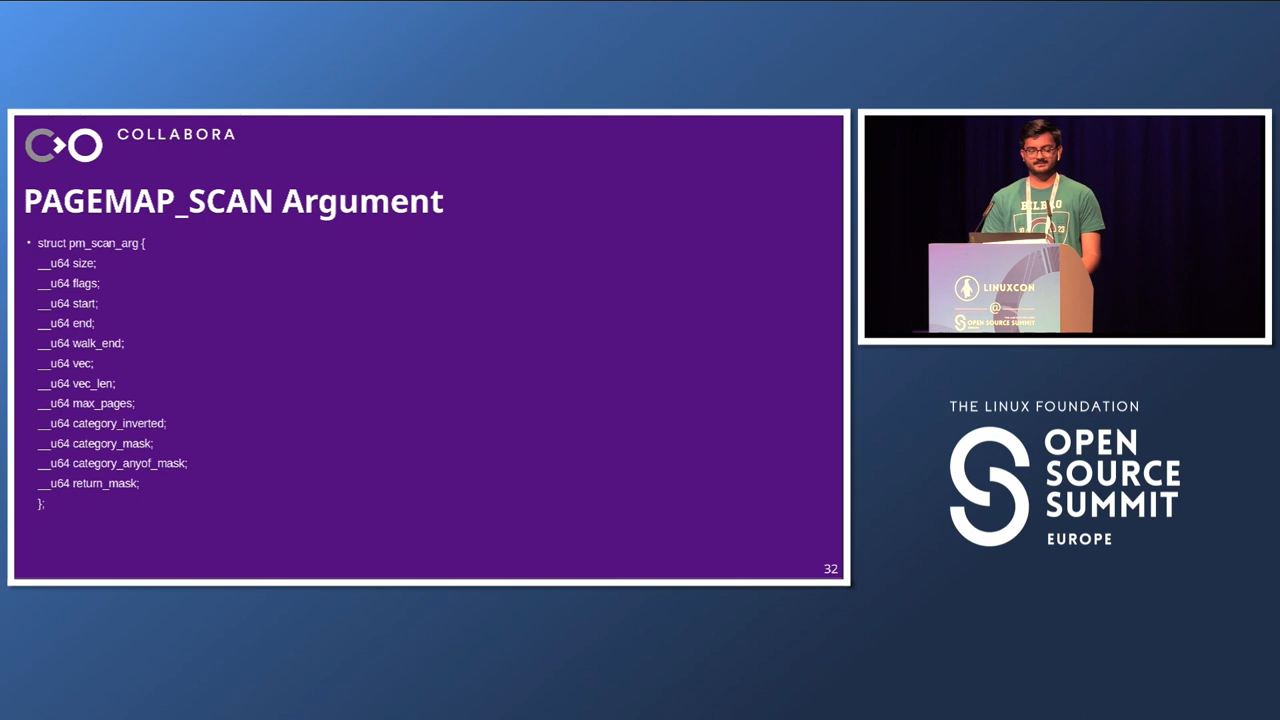 COLLABORA
PAGEMAP_SCAN Argument
• struct pm_scan_arg {
__u64 size;
__u64 flags;
__u64 start;
__u64 end;
__u64 walk_end;
__u64 vec;
__u64 vec_len;
__u64 max_pages;
__u64 category_inverted;
__u64 category_mask;
__u64 category_anyof_mask;
__u64 return_mask;
};
32
BILBAO
23
LINUXCON
@
OPEN SOURCE SUMMIT
THE LINUX FOUNDATION
OPEN
SOURCE
SUMMIT
EUROPE